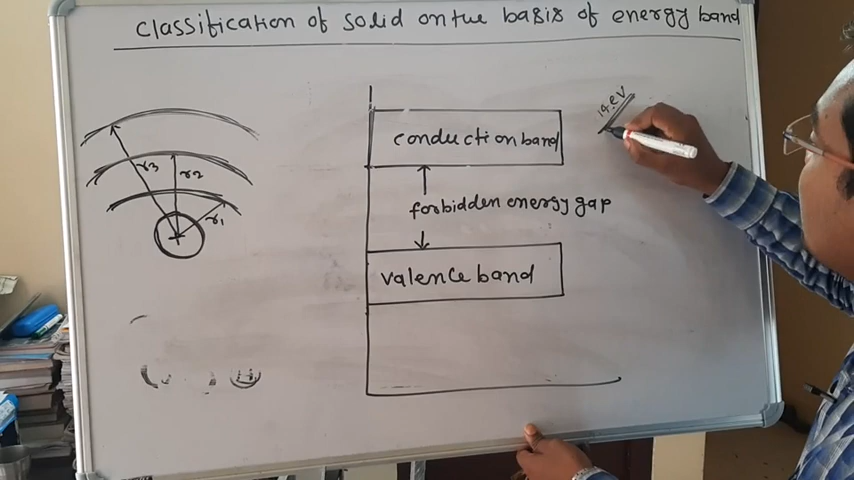 classification of solid on the basis of energy band
conduction band
forbidden energy gap
valence band
r3
r2
r1